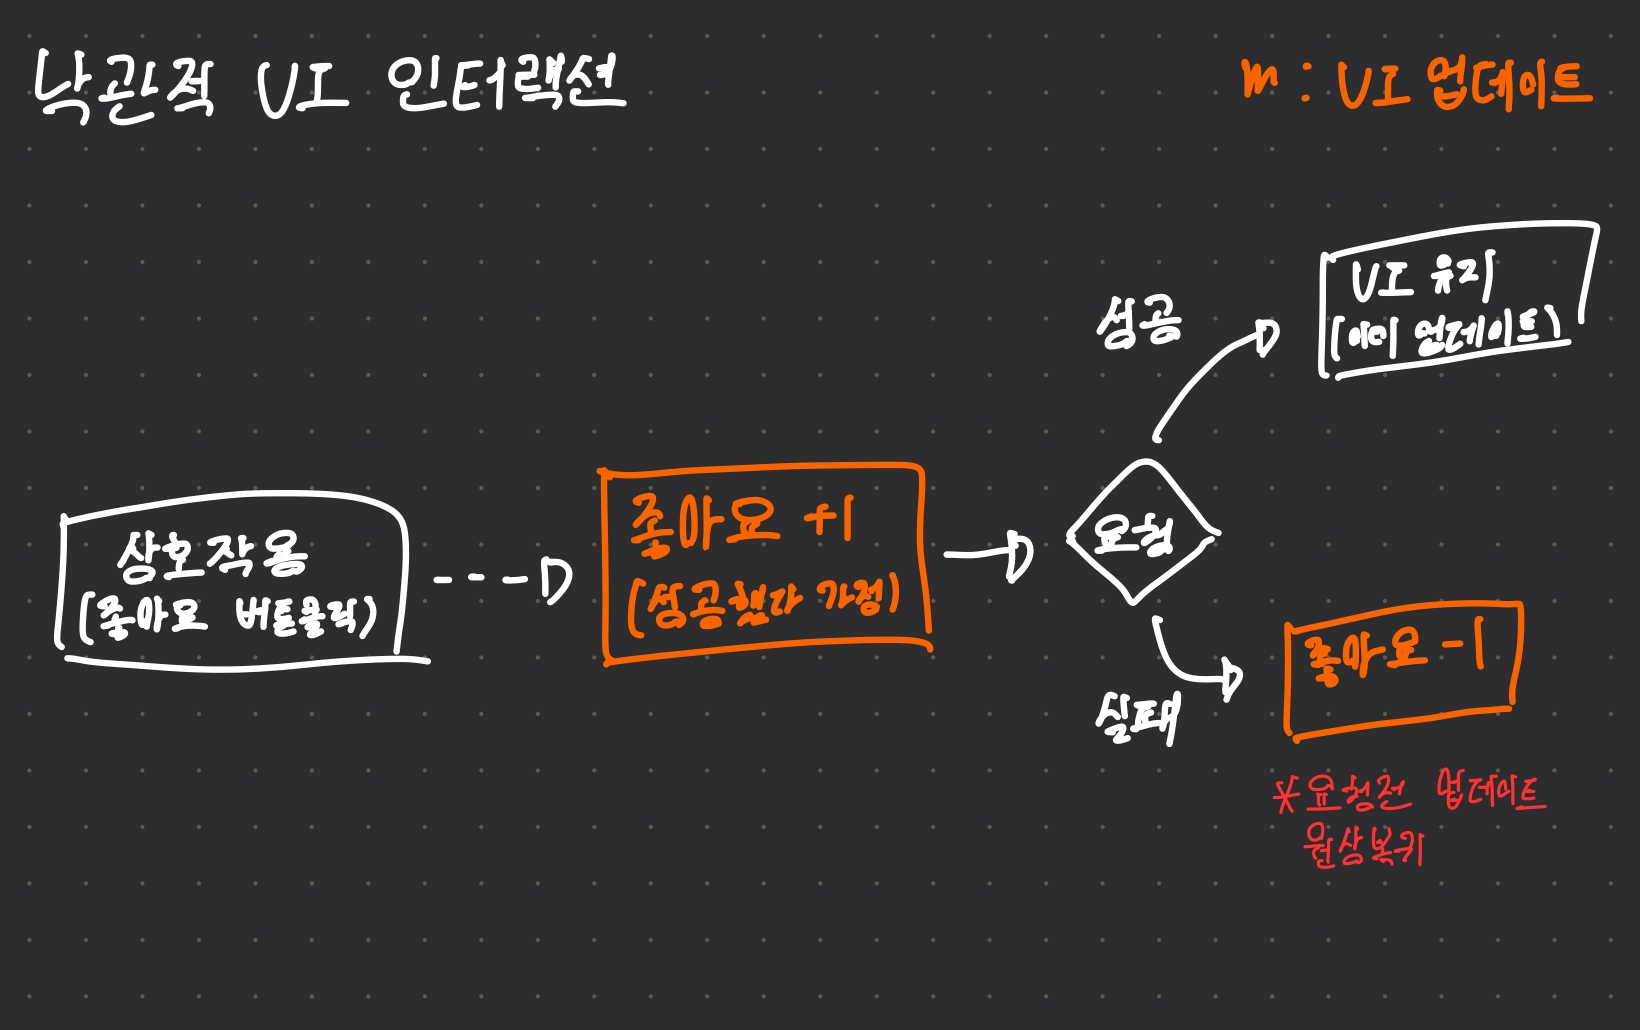 낙관적 UI 인터랙션
m : UI 업데이트
성공
UI 유지
(이미 업데이트)
상호작용
(좋아요 버튼클릭)
좋아요 +1
(성공했다 가정)
요청
실패
좋아요 -1
*요청전 업데이트
원상복키